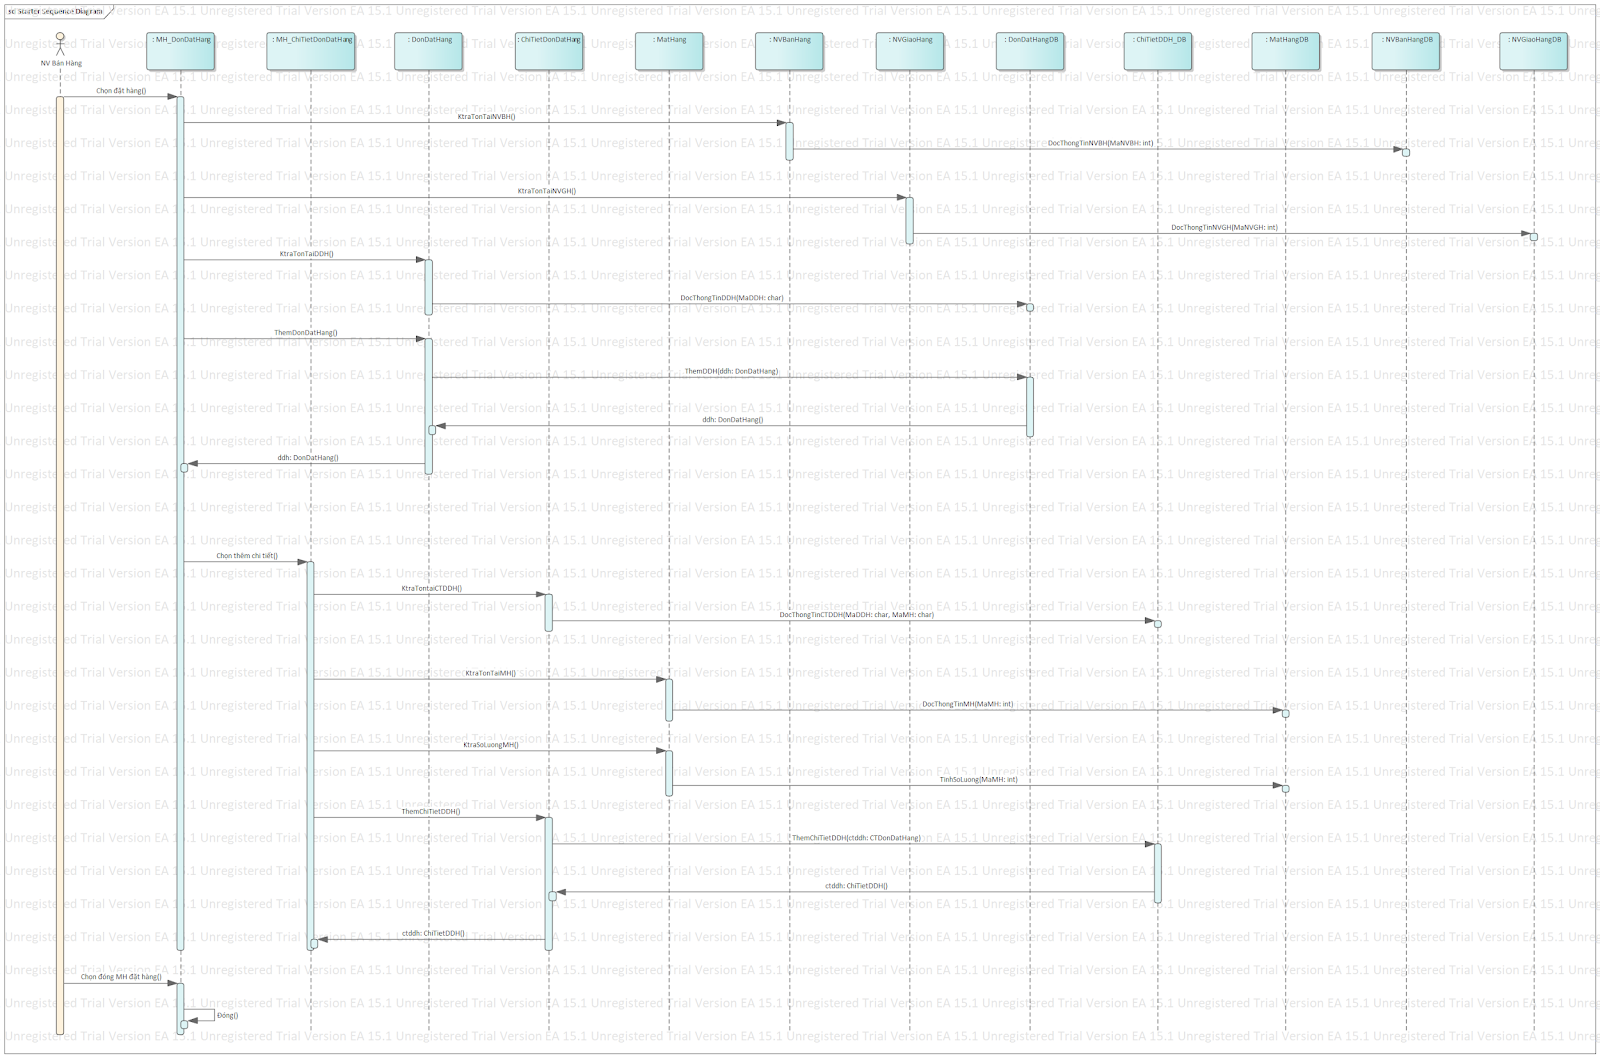 sd Starter Sequence Diagram
NV Bán Hàng
: MH_DonDatHang
: MH_ChiTietDonDatHang
: DonDatHang
: ChiTietDonDatHang
: MatHang
: NVBanHang
: NVGiaoHang
: DonDatHangDB
: ChiTietDDH_DB
: MatHangDB
: NVBanHangDB
: NVGiaoHangDB
Chọn đặt hàng()
KtraTonTaiNVBH()
DocThongTinNVBH(MaNVBH: int)
KtraTonTaiNVGH()
DocThongTinNVGH(MaNVGH: int)
KtraTonTaiDDH()
DocThongTinDDH(MaDDH: char)
ThemDonDatHang()
ThemDDH(ddh: DonDatHang)
ddh: DonDatHang()
ddh: DonDatHang()
Chọn thêm chi tiết()
KtraTontaiCTDDH()
DocThongTinCTDDH(MaDDH: char, MaMH: char)
KtraTonTaiMH()
DocThongTinMH(MaMH: int)
KtraSoLuongMH()
TinhSoLuong(MaMH: int)
ThemChiTietDDH()
ThemChiTietDDH(ctddh: CTDonDatHang)
ctddh: ChiTietDDH()
ctddh: ChiTietDDH()
Chọn đóng MH đặt hàng()
Đóng()
Unregistered Trial Version EA 15.1